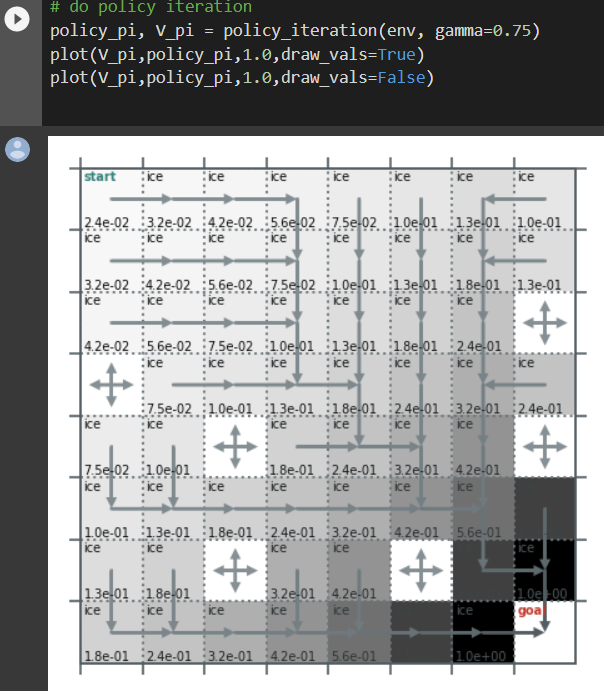 # do policy iteration
policy_pi, V_pi = policy_iteration(env, gamma=0.75)
plot(V_pi,policy_pi,1.0,draw_vals=True)
plot(V_pi,policy_pi,1.0,draw_vals=False)
start ice ice ice ice ice ice ice
2.4e-02 3.2e-02 4.2e-02 5.6e-02 7.5e-02 1.0e-01 1.3e-01 1.0e-01
ice ice ice ice ice ice ice ice
3.2e-02 4.2e-02 5.6e-02 7.5e-02 1.0e-01 1.3e-01 1.8e-01 1.3e-01
ice ice ice ice ice ice ice
4.2e-02 5.6e-02 7.5e-02 1.0e-01 1.3e-01 1.8e-01 2.4e-01
ice ice ice ice ice ice ice
7.5e-02 1.0e-01 1.3e-01 1.8e-01 2.4e-01 3.2e-01 2.4e-01
ice ice ice ice ice ice
7.5e-02 1.0e-01 1.8e-01 2.4e-01 3.2e-01 4.2e-01
ice ice ice ice ice ice ice
1.0e-01 1.3e-01 1.8e-01 2.4e-01 3.2e-01 4.2e-01 5.6e-01
ice ice ice ice ice
1.3e-01 1.8e-01 3.2e-01 4.2e-01 1.0e+00
ice ice ice ice ice ice goa
1.8e-01 2.4e-01 3.2e-01 4.2e-01 5.6e-01 1.0e+00